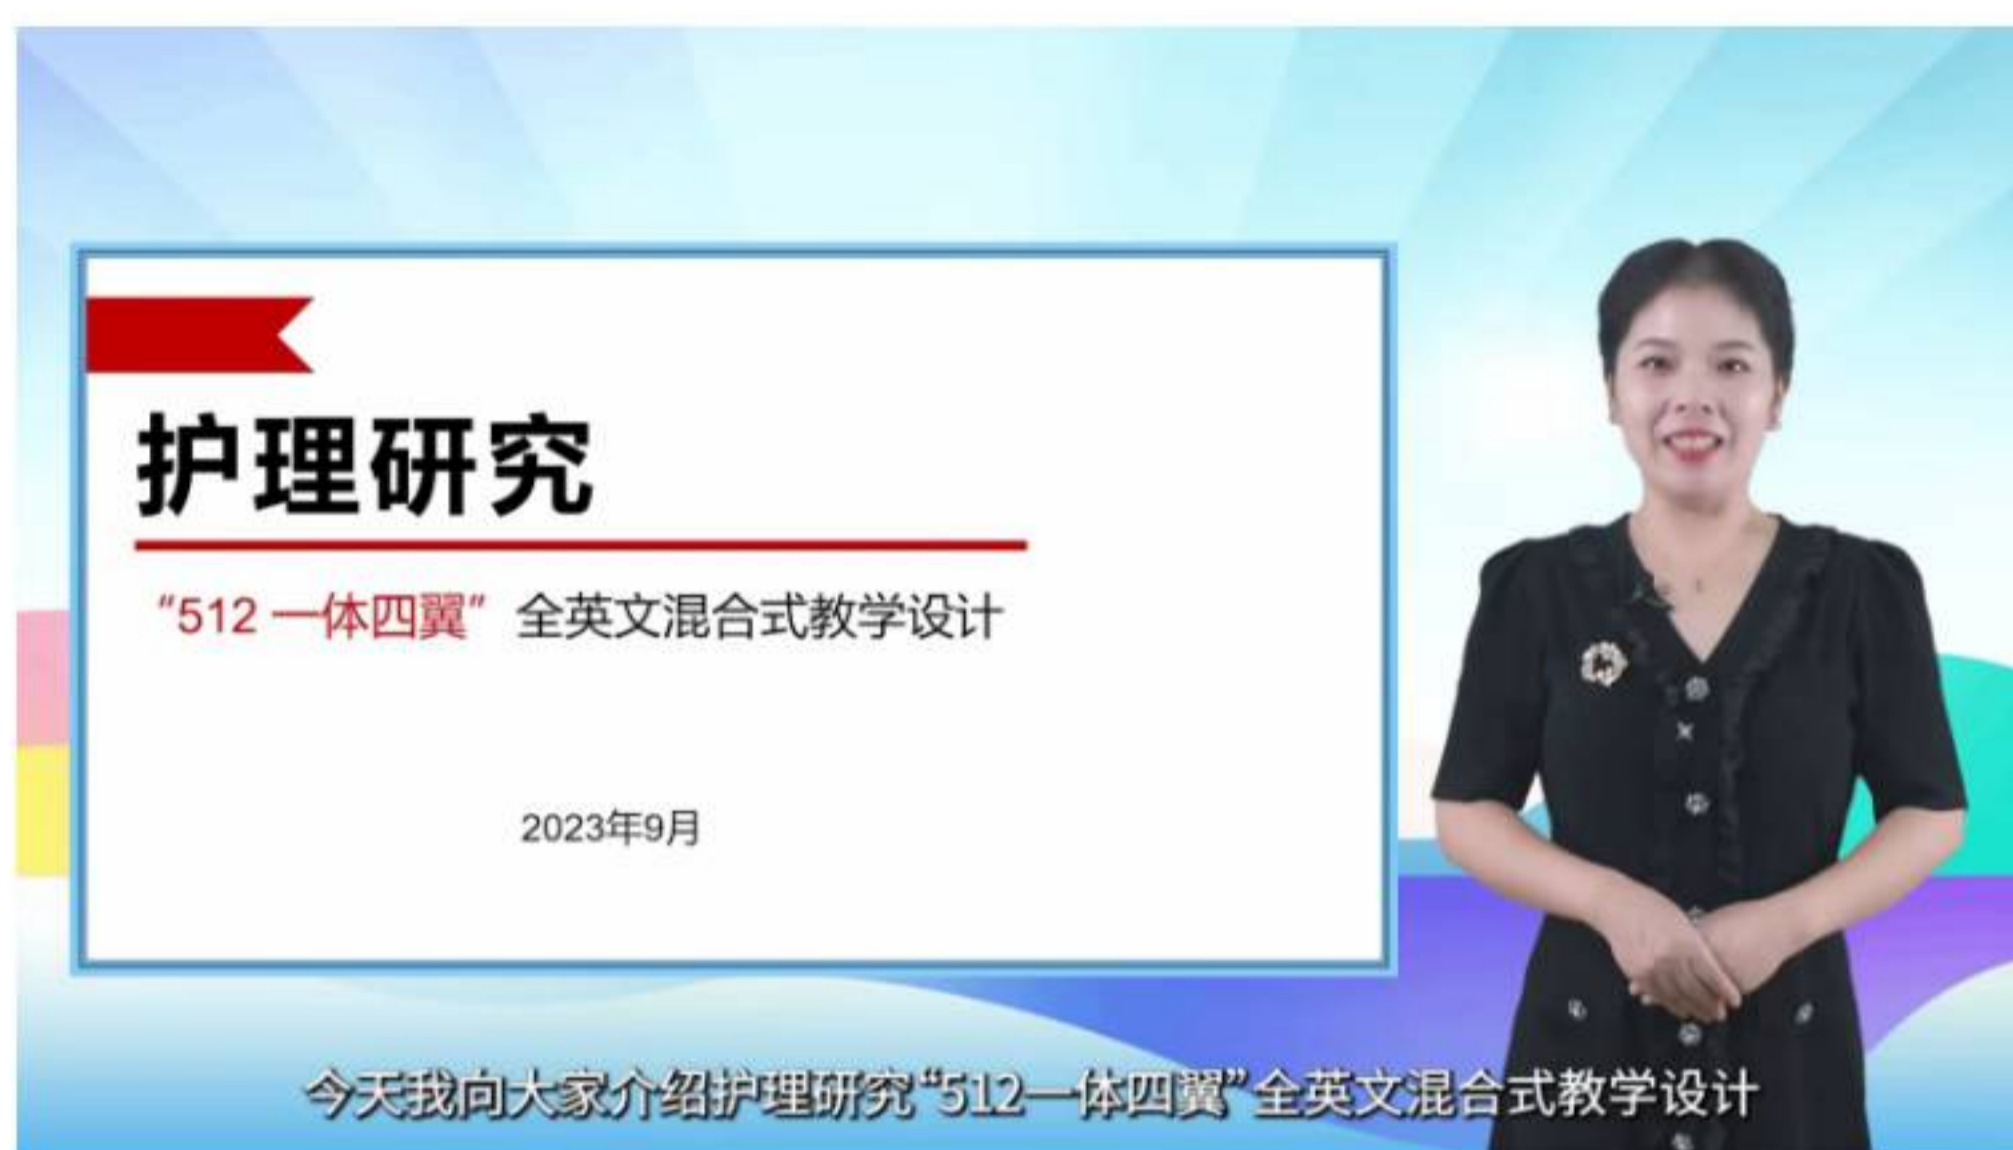 护理研究
“512 一体四翼” 全英文混合式教学设计
2023年9月
今天我向大家介绍护理研究“512一体四翼”全英文混合式教学设计